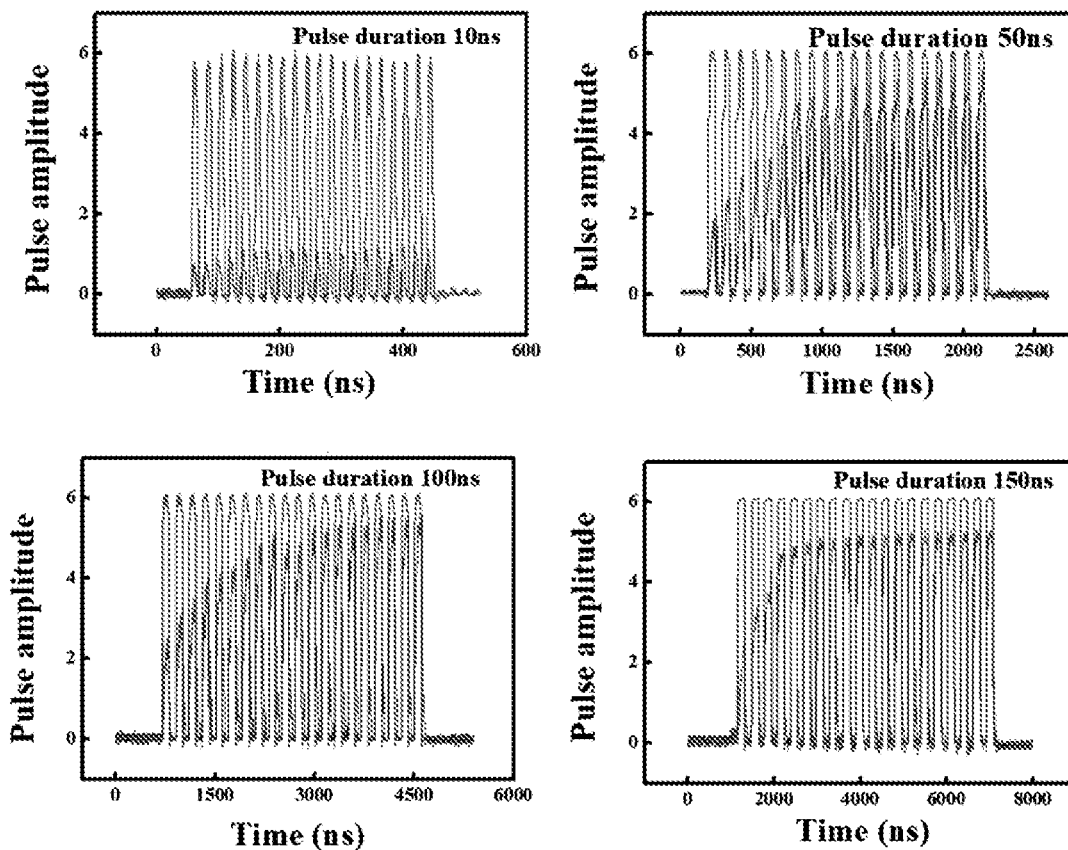 Pulse duration 10ns
Pulse amplitude
6
4
2
0
0 200 400 600
Time (ns)
Pulse duration 50ns
Pulse amplitude
6
4
2
0
0 500 1000 1500 2000 2500
Time (ns)
Pulse duration 100ns
Pulse amplitude
6
4
2
0
0 1500 3000 4500 6000
Time (ns)
Pulse duration 150ns
Pulse amplitude
6
4
2
0
0 2000 4000 6000 8000
Time (ns)